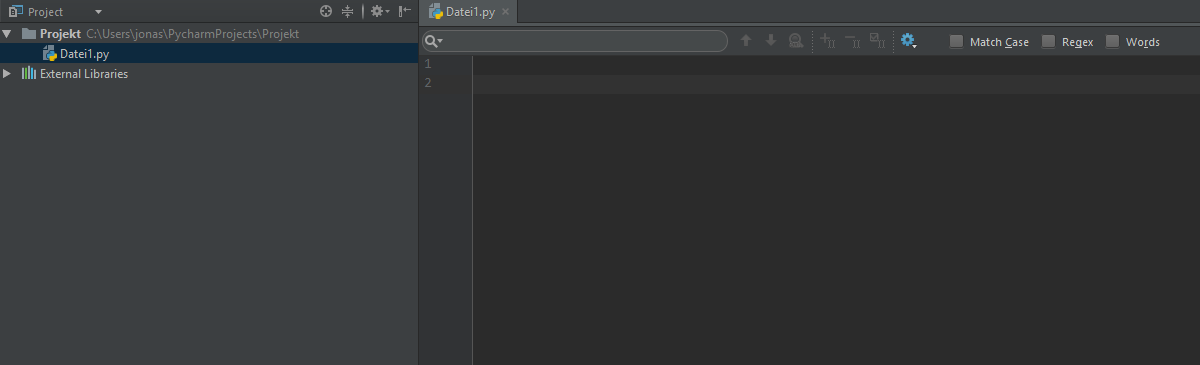 Project
Projekt C:\Users\jonas\PycharmProjects\Projekt
Datei1.py
External Libraries
Datei1.py
Match Case Regex Words
1
2